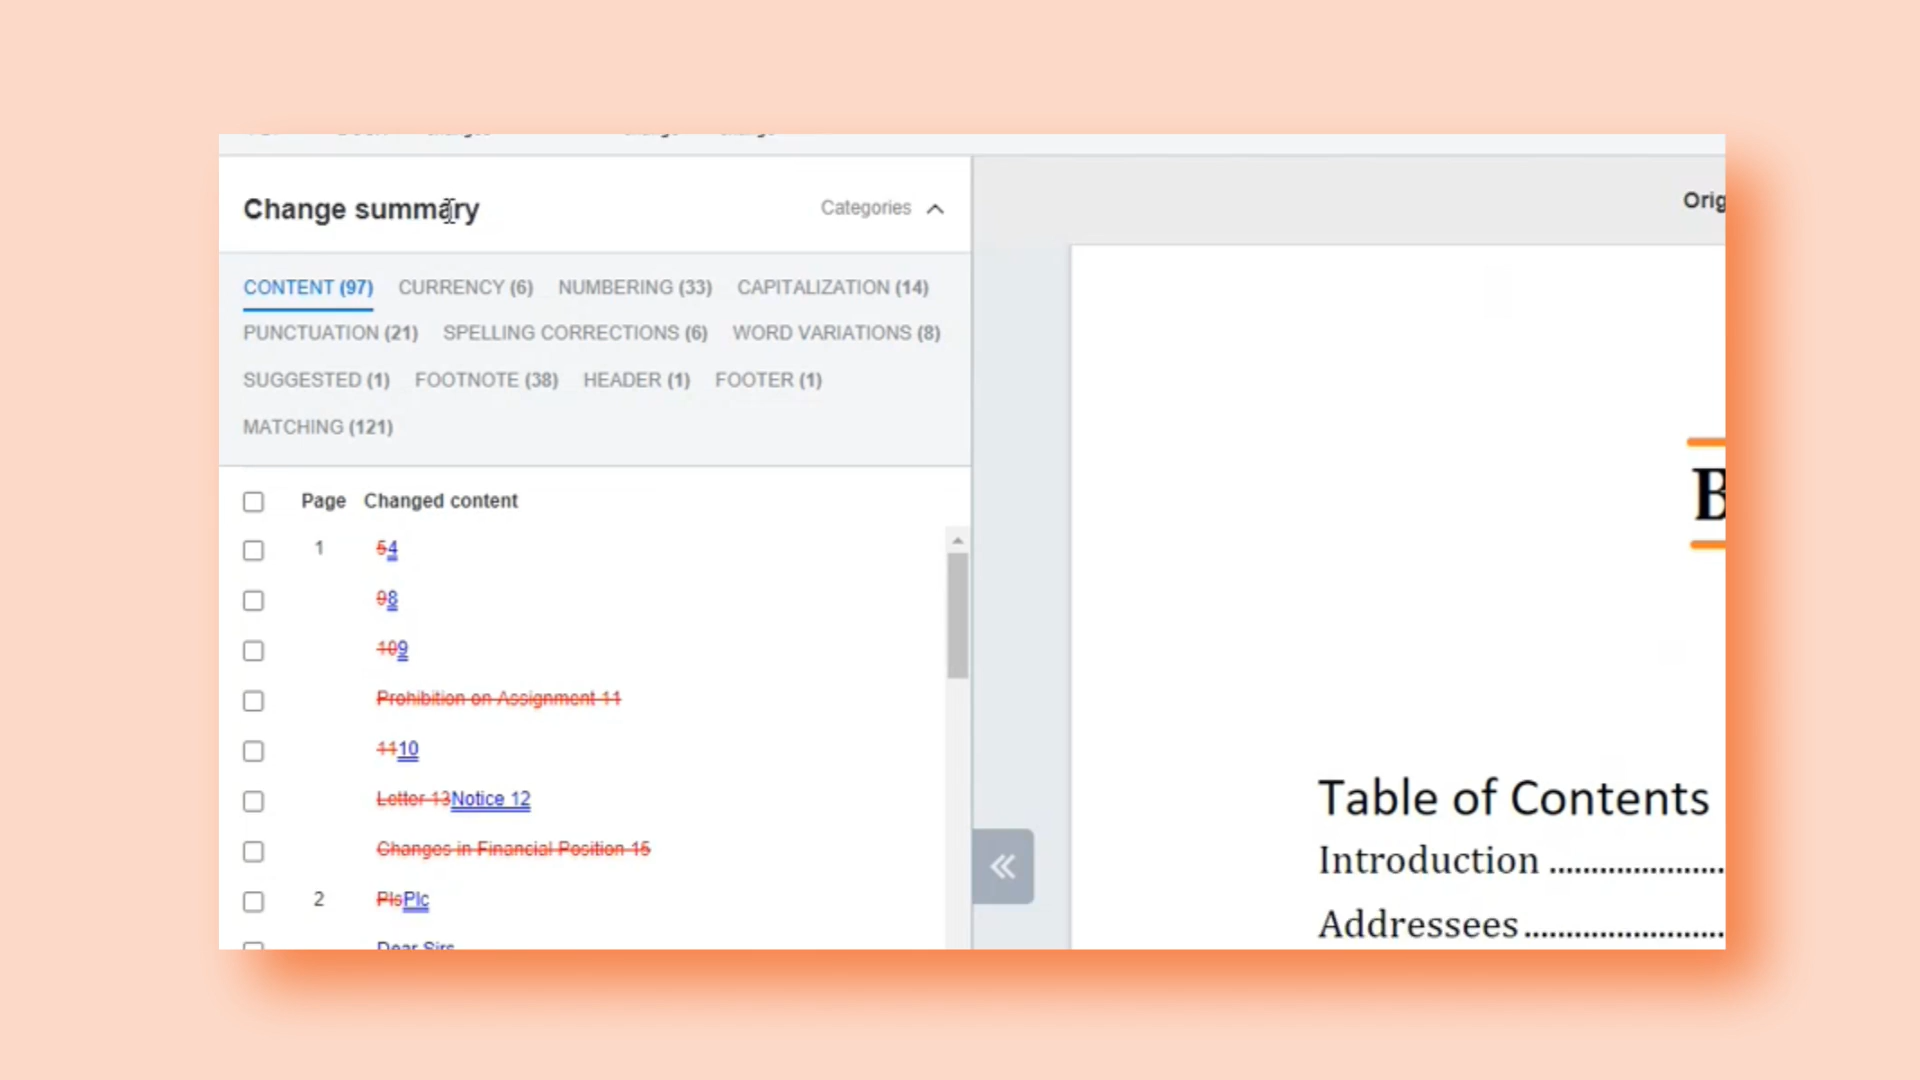 Change summary
Categories
Orig
CONTENT (97) CURRENCY (6) NUMBERING (33) CAPITALIZATION (14)
PUNCTUATION (21) SPELLING CORRECTIONS (6) WORD VARIATIONS (8)
SUGGESTED (1) FOOTNOTE (38) HEADER (1) FOOTER (1)
MATCHING (121)
Page Changed content
1 54
98
109
Prohibition on Assignment 11
1110
Letter 13Notice 12
Changes in Financial Position 15
2 PlsPlc
Dear Sirs
B
Table of Contents
Introduction ......................
Addressees .........................